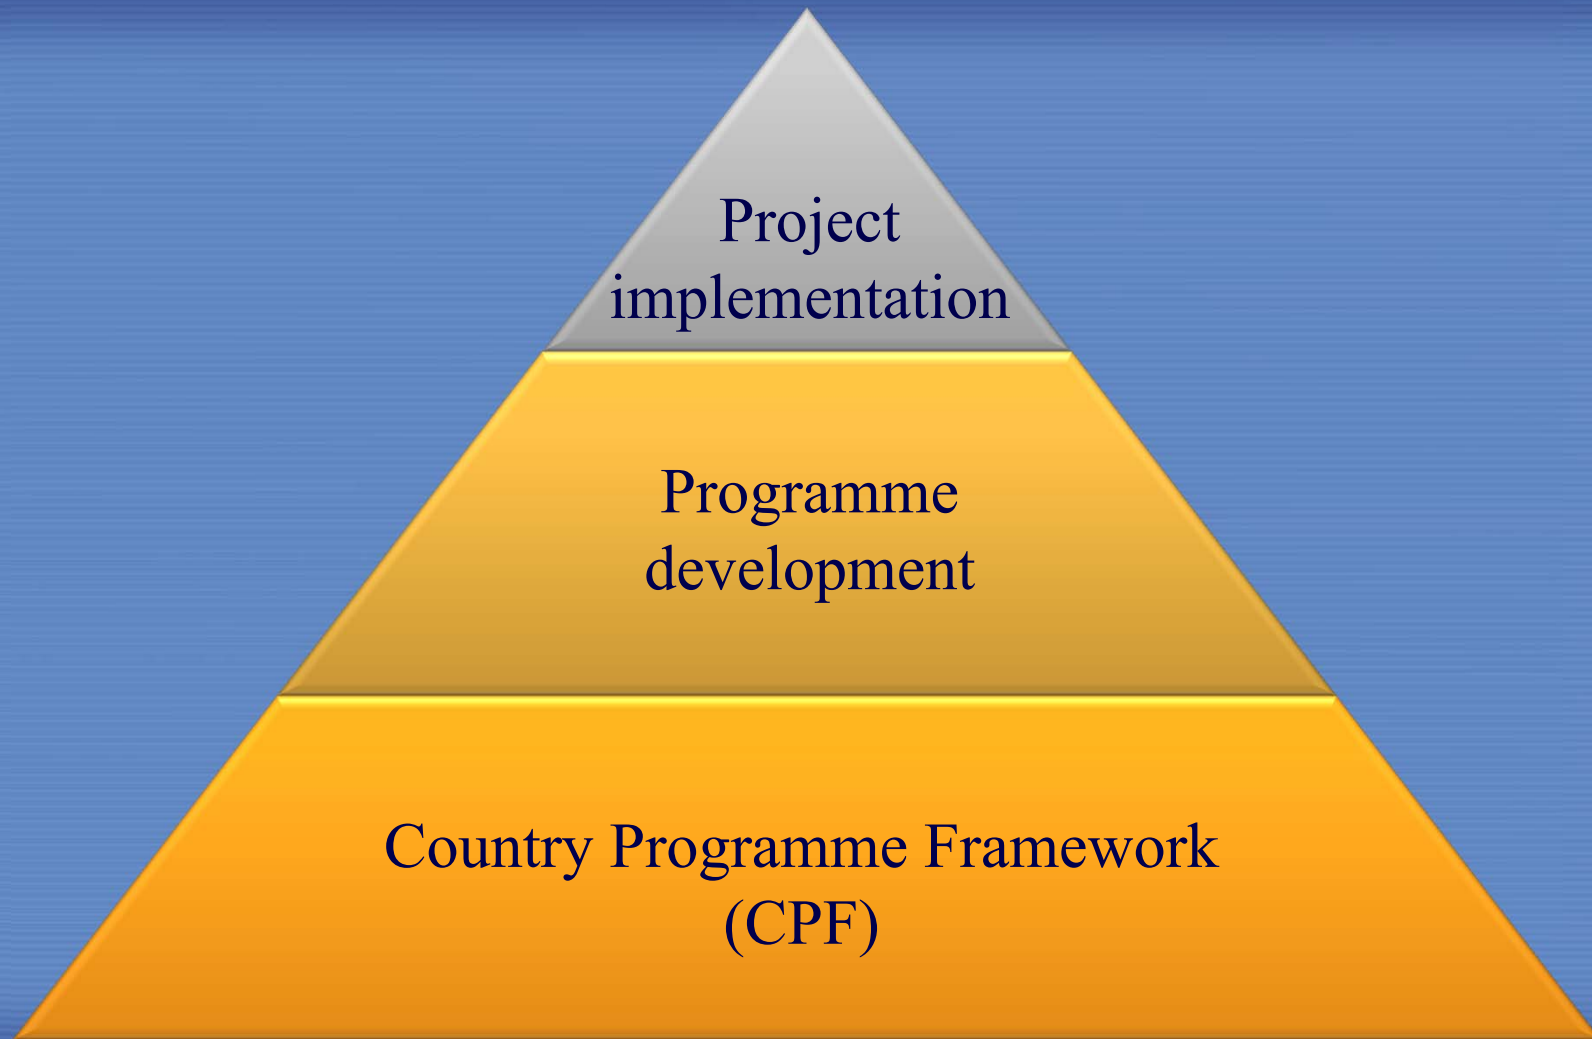 Project
implementation
Programme
development
Country Programme Framework
(CPF)